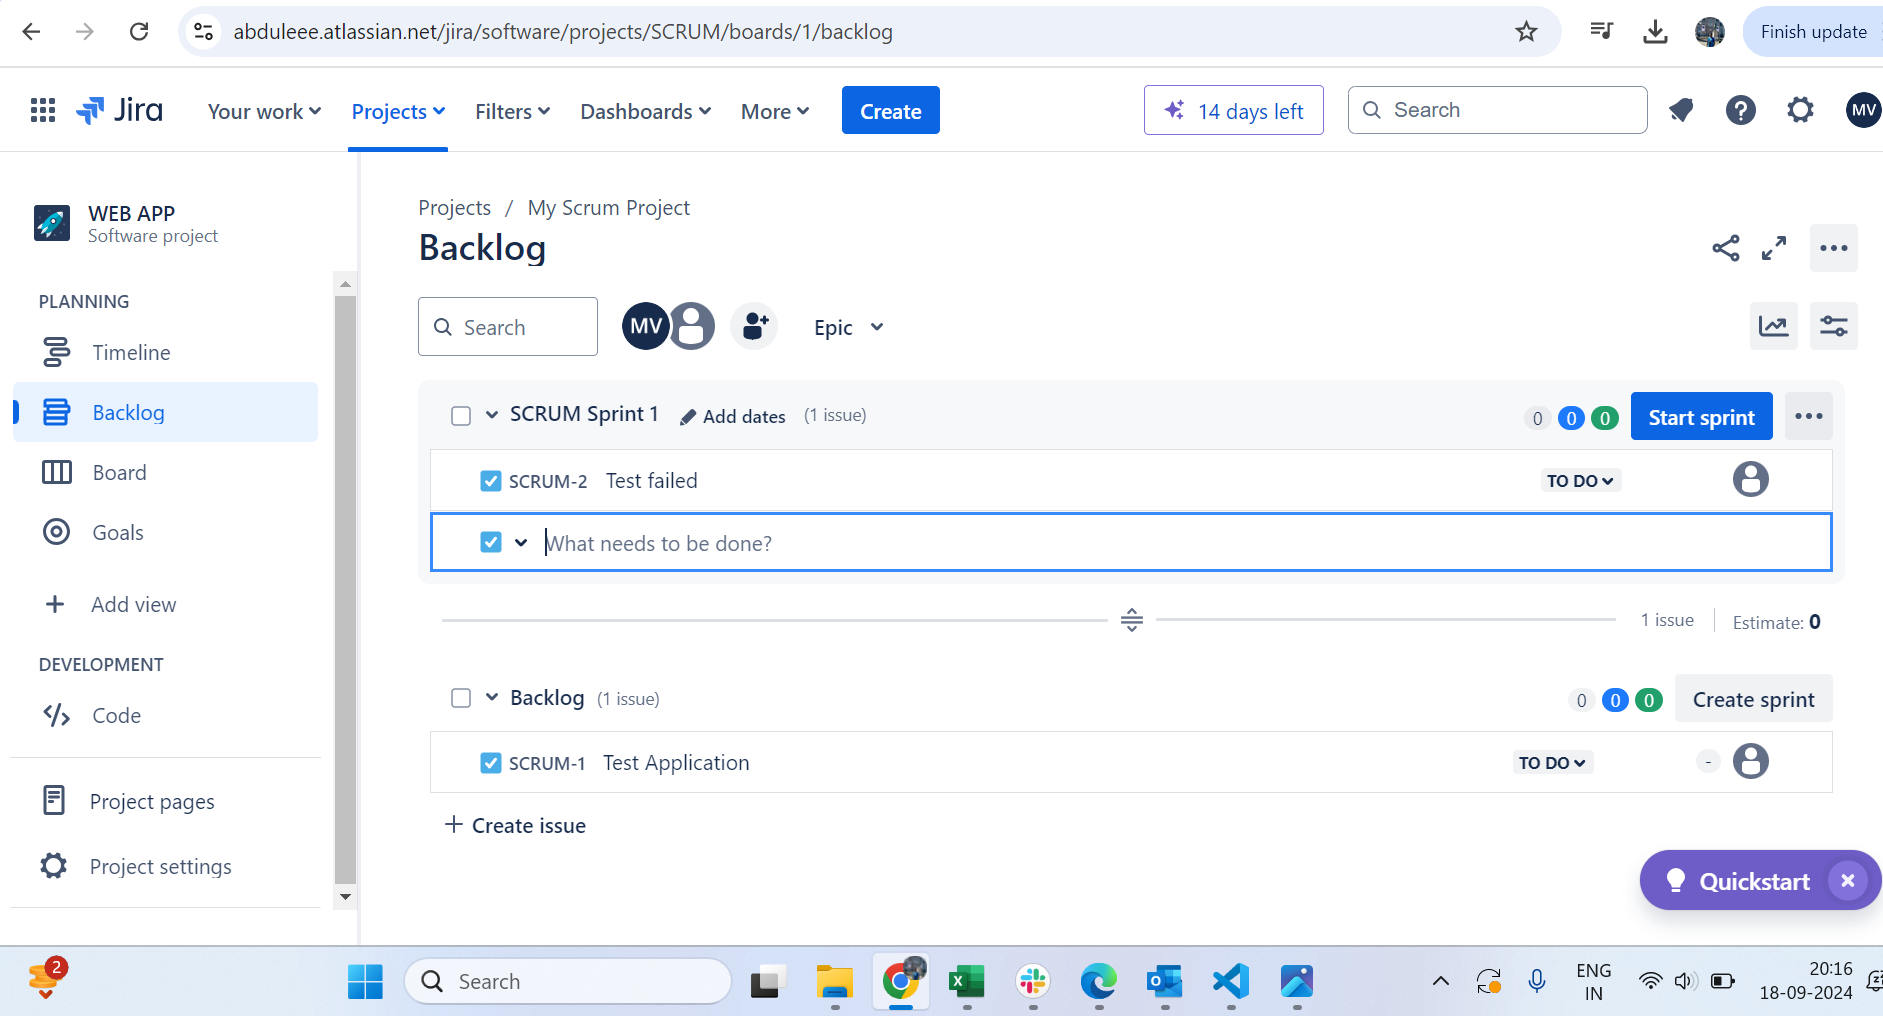 abduleee.atlassian.net/jira/software/projects/SCRUM/boards/1/backlog
Finish update
Jira
Your work
Projects
Filters
Dashboards
More
Create
14 days left
Search
MV
WEB APP
Software project
PLANNING
Timeline
Backlog
Board
Goals
Add view
DEVELOPMENT
Code
Project pages
Project settings
Projects / My Scrum Project
Backlog
Search
MV
Epic
SCRUM Sprint 1
Add dates
(1 issue)
0 0 0
Start sprint
SCRUM-2 Test failed
TO DO
What needs to be done?
1 issue
Estimate: 0
Backlog (1 issue)
0 0 0
Create sprint
SCRUM-1 Test Application
TO DO
-
+ Create issue
Quickstart
2
Search
ENG
IN
20:16
18-09-2024